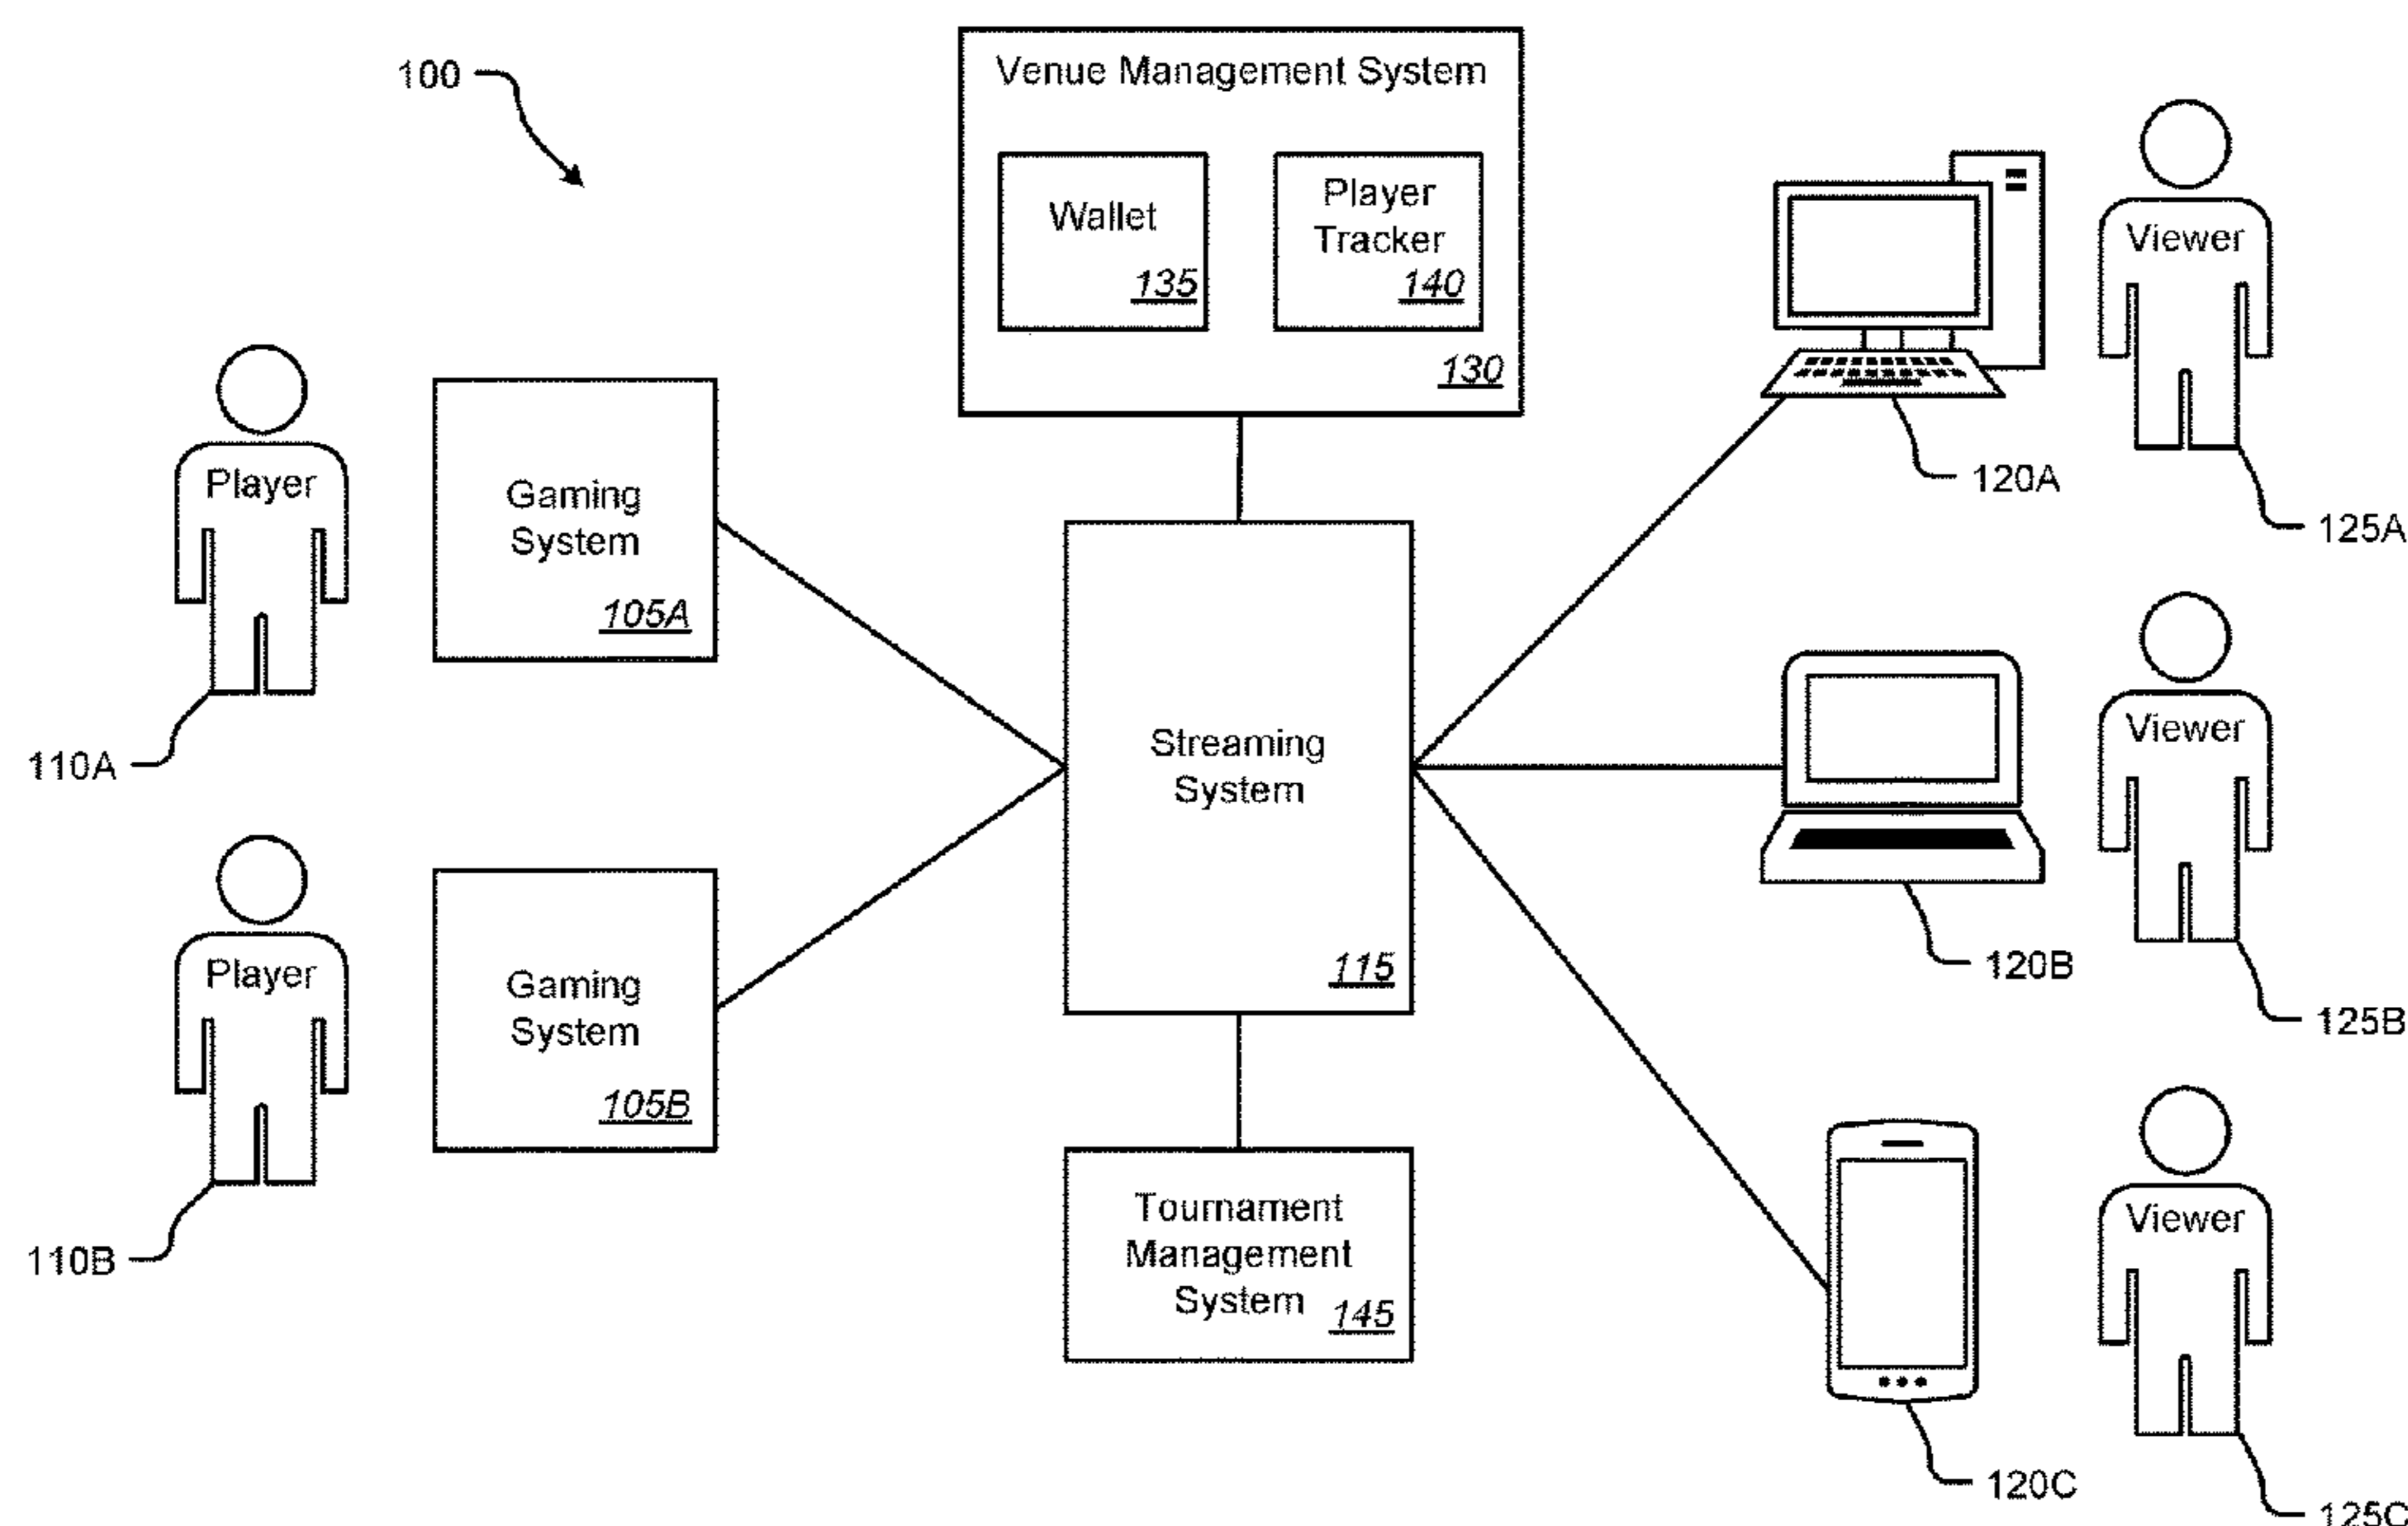 100
Venue Management System
Wallet
135
Player
Tracker
140
130
Viewer
120A
125A
Player
110A
Gaming
System
105A
Streaming
System
115
Viewer
120B
125B
Player
110B
Gaming
System
105B
Tournament
Management
System 145
Viewer
120C
125C